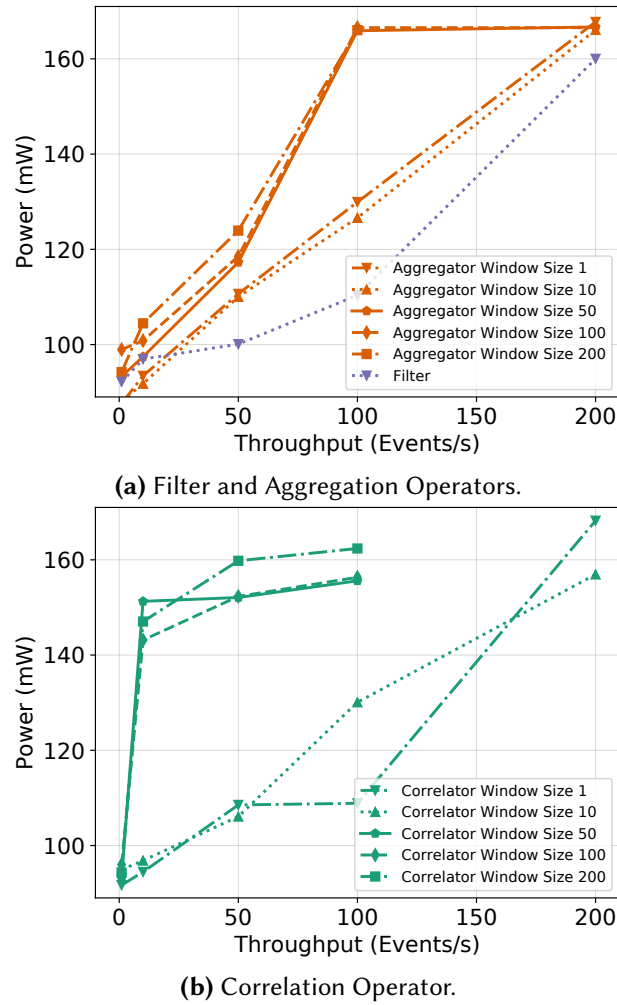 160
140
120
100
Power (mW)
Aggregator Window Size 1
Aggregator Window Size 10
Aggregator Window Size 50
Aggregator Window Size 100
Aggregator Window Size 200
Filter
0 50 100 150 200
Throughput (Events/s)
(a) Filter and Aggregation Operators.
160
140
120
100
Power (mW)
Correlator Window Size 1
Correlator Window Size 10
Correlator Window Size 50
Correlator Window Size 100
Correlator Window Size 200
0 50 100 150 200
Throughput (Events/s)
(b) Correlation Operator.